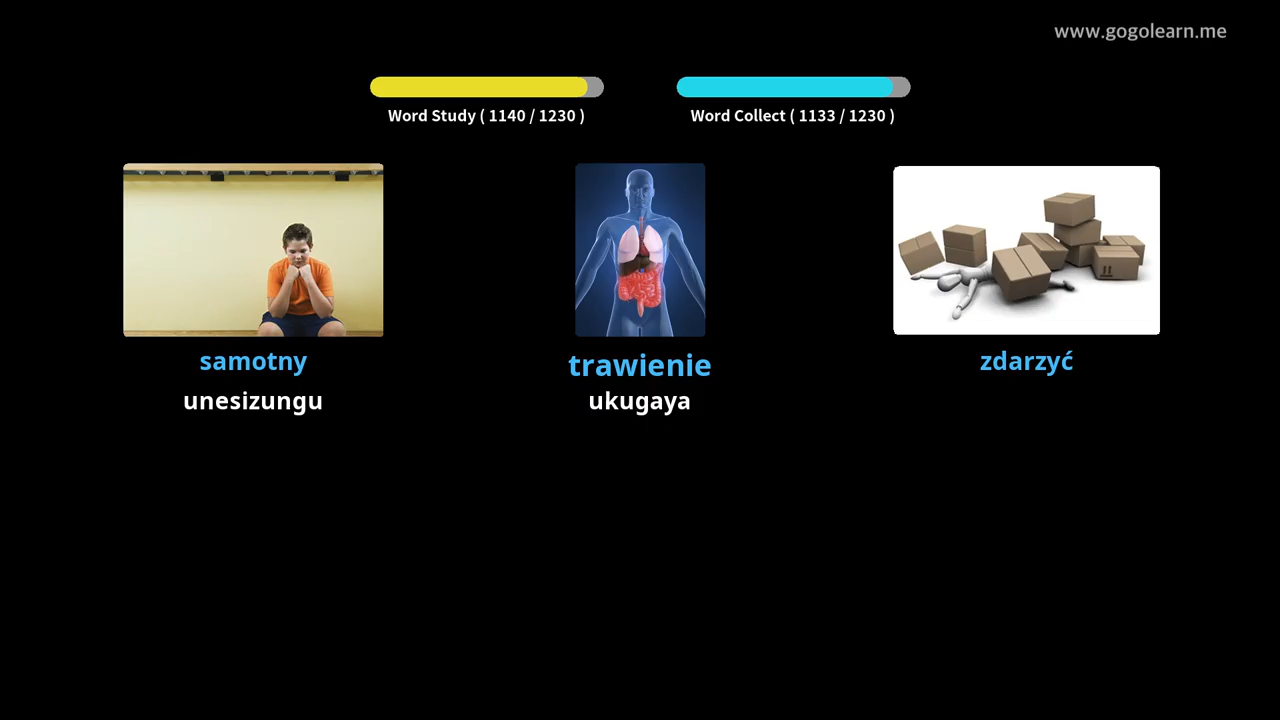 www.gogolearn.me
Word Study ( 1140 / 1230 )
Word Collect ( 1133 / 1230 )
samotny
unesizungu
trawienie
ukugaya
zdarzyć